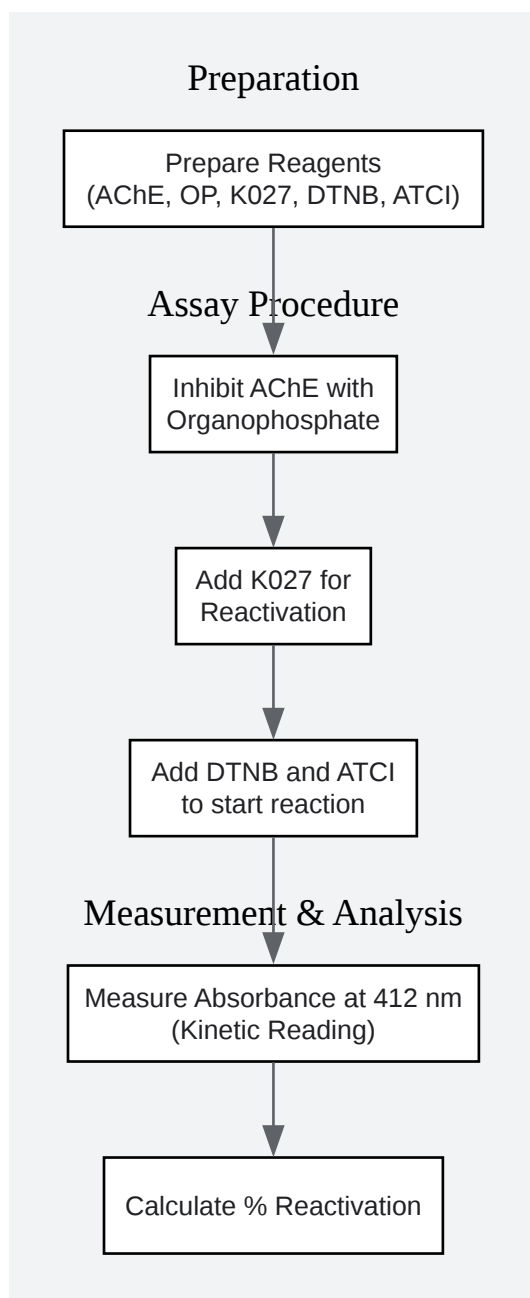 Preparation
Prepare Reagents
(AChE, OP, K027, DTNB, ATCI)
Assay Procedure
Inhibit AChE with
Organophosphate
Add K027 for
Reactivation
Add DTNB and ATCI
to start reaction
Measurement & Analysis
Measure Absorbance at 412 nm
(Kinetic Reading)
Calculate % Reactivation